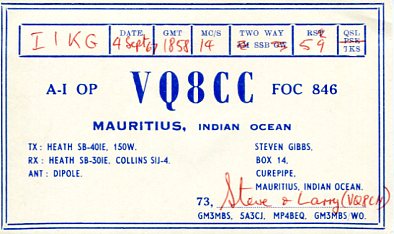 DATE GMT MC/S TWO WAY RST QSL
I1KG 4 Sept 67 1858 14 SSB 59 PSE
TKS
A-I OP VQ8CC FOC 846
MAURITIUS, INDIAN OCEAN
TX: HEATH SB-401E, 150W. STEVEN GIBBS,
RX: HEATH SB-301E. COLLINS S1J-4. BOX 14,
ANT: DIPOLE. CUREPIPE,
MAURITIUS, INDIAN OCEAN.
73, Steve & Larry (VQ8CH)
GM3MBS, 5A3CJ, MP4BEQ, GM3MBS/WO.